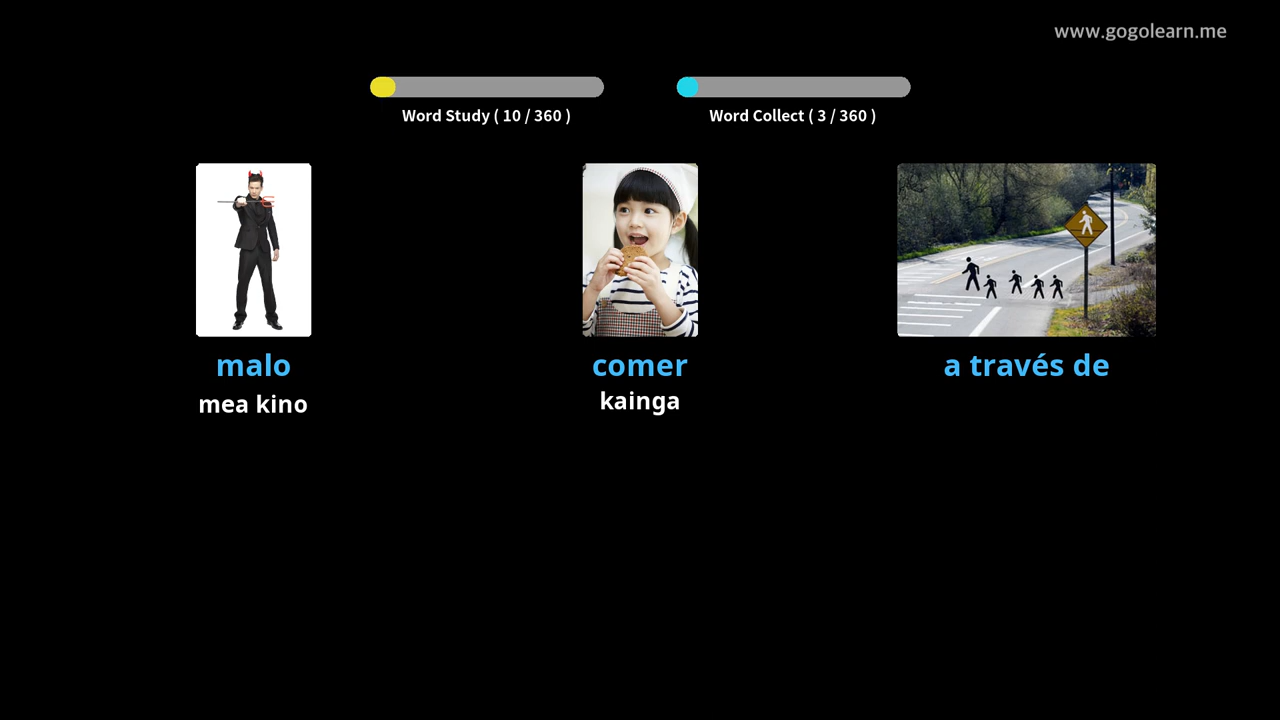 www.gogolearn.me
Word Study ( 10 / 360 )
Word Collect ( 3 / 360 )
malo
comer
a través de
mea kino
kainga